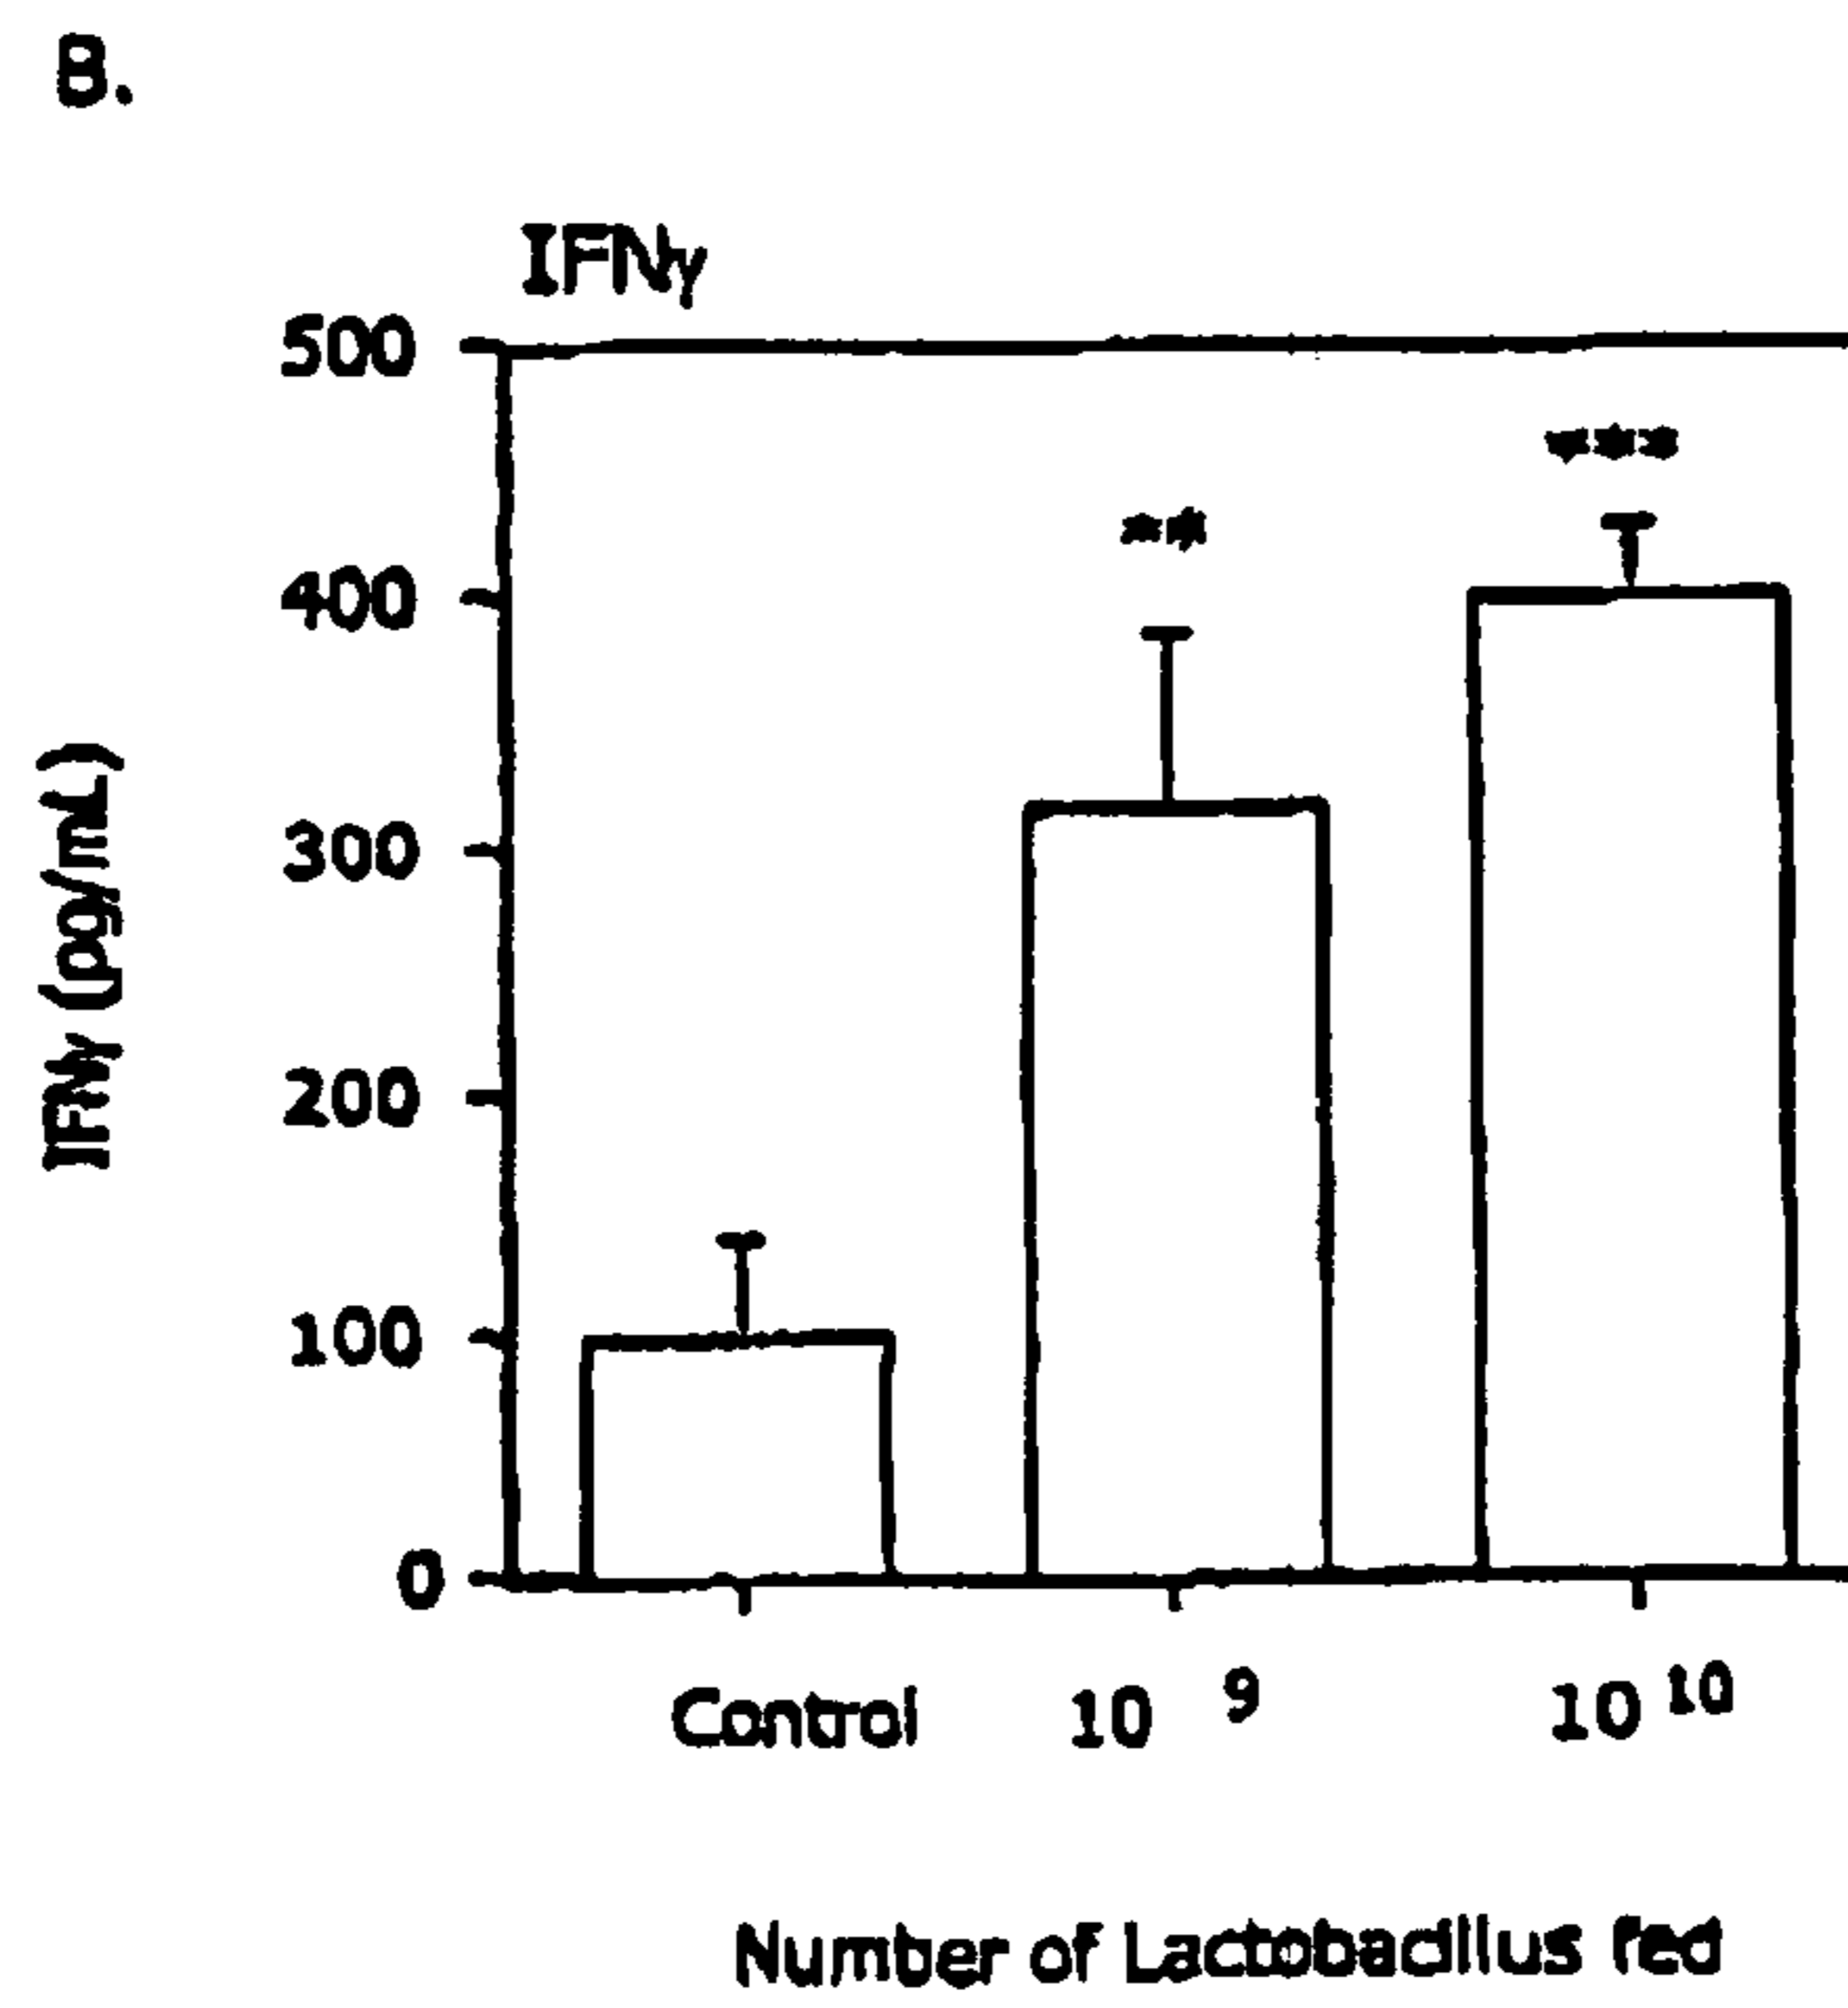 B.
IFNγ
500
***
**
400
300
200
100
0
IFNγ (pg/mL)
Control 10 9 10 10
Number of Lactobacillus fed